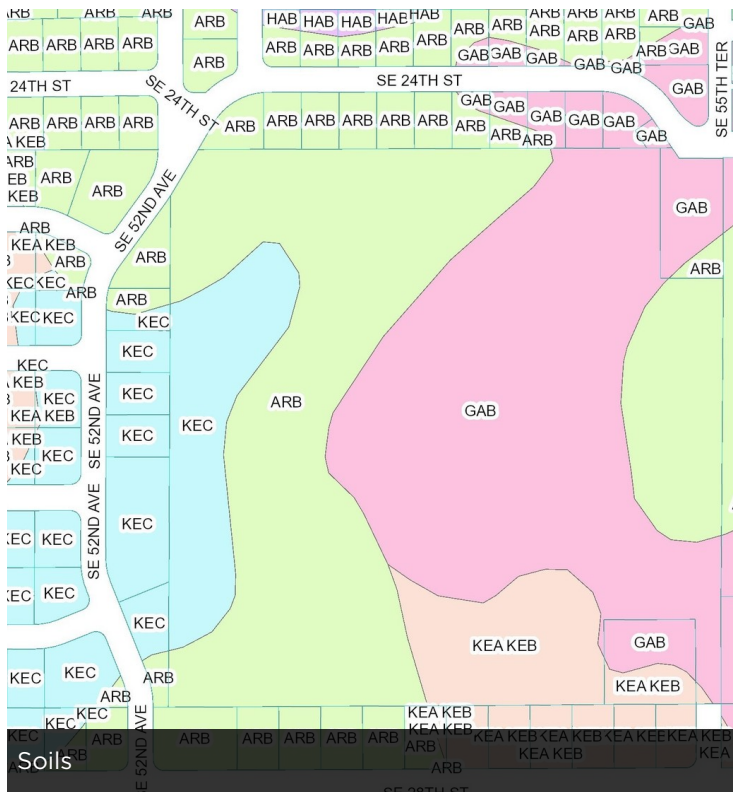 ARB ARB ARB ARB HAB HAB HAB HAB HAB ARB ARB ARB ARB GAB
ARB ARB ARB ARB ARB ARB ARB ARB ARB ARB ARB ARB ARB ARB ARB ARB GAB
ARB GAB GAB GAB GAB GAB
24TH ST SE 24TH ST SE 24TH ST GAB SE 55TH TER
GAB GAB
ARB ARB ARB ARB ARB ARB ARB ARB ARB ARB ARB GAB GAB GAB
A KEB ARB ARB GAB
ARB
EB ARB ARB
KEB
SE 52ND AVE GAB
ARB
KEA KEB ARB
ARB ARB
KEC KEC ARB ARB
KEC KEC KEC
KEC
KEC
A KEB KEC
KEC ARB
KEA KEB GAB
KEB KEC KEC
KEC KEC
SE 52ND AVE
SE 52ND AVE
KEC
KEC KEC
KEC KEC
KEC
GAB
KEA KEB
KEC KEC ARB
KEA KEB
ARB
KEC KEC
KEA KEB
KEA KEB
KEC ARB ARB ARB ARB ARB ARB ARB KEA KEB KEA KEB KEA KEB
ARB KEA KEB KEA
Soils
52ND AVE ARB
SE 28TH ST